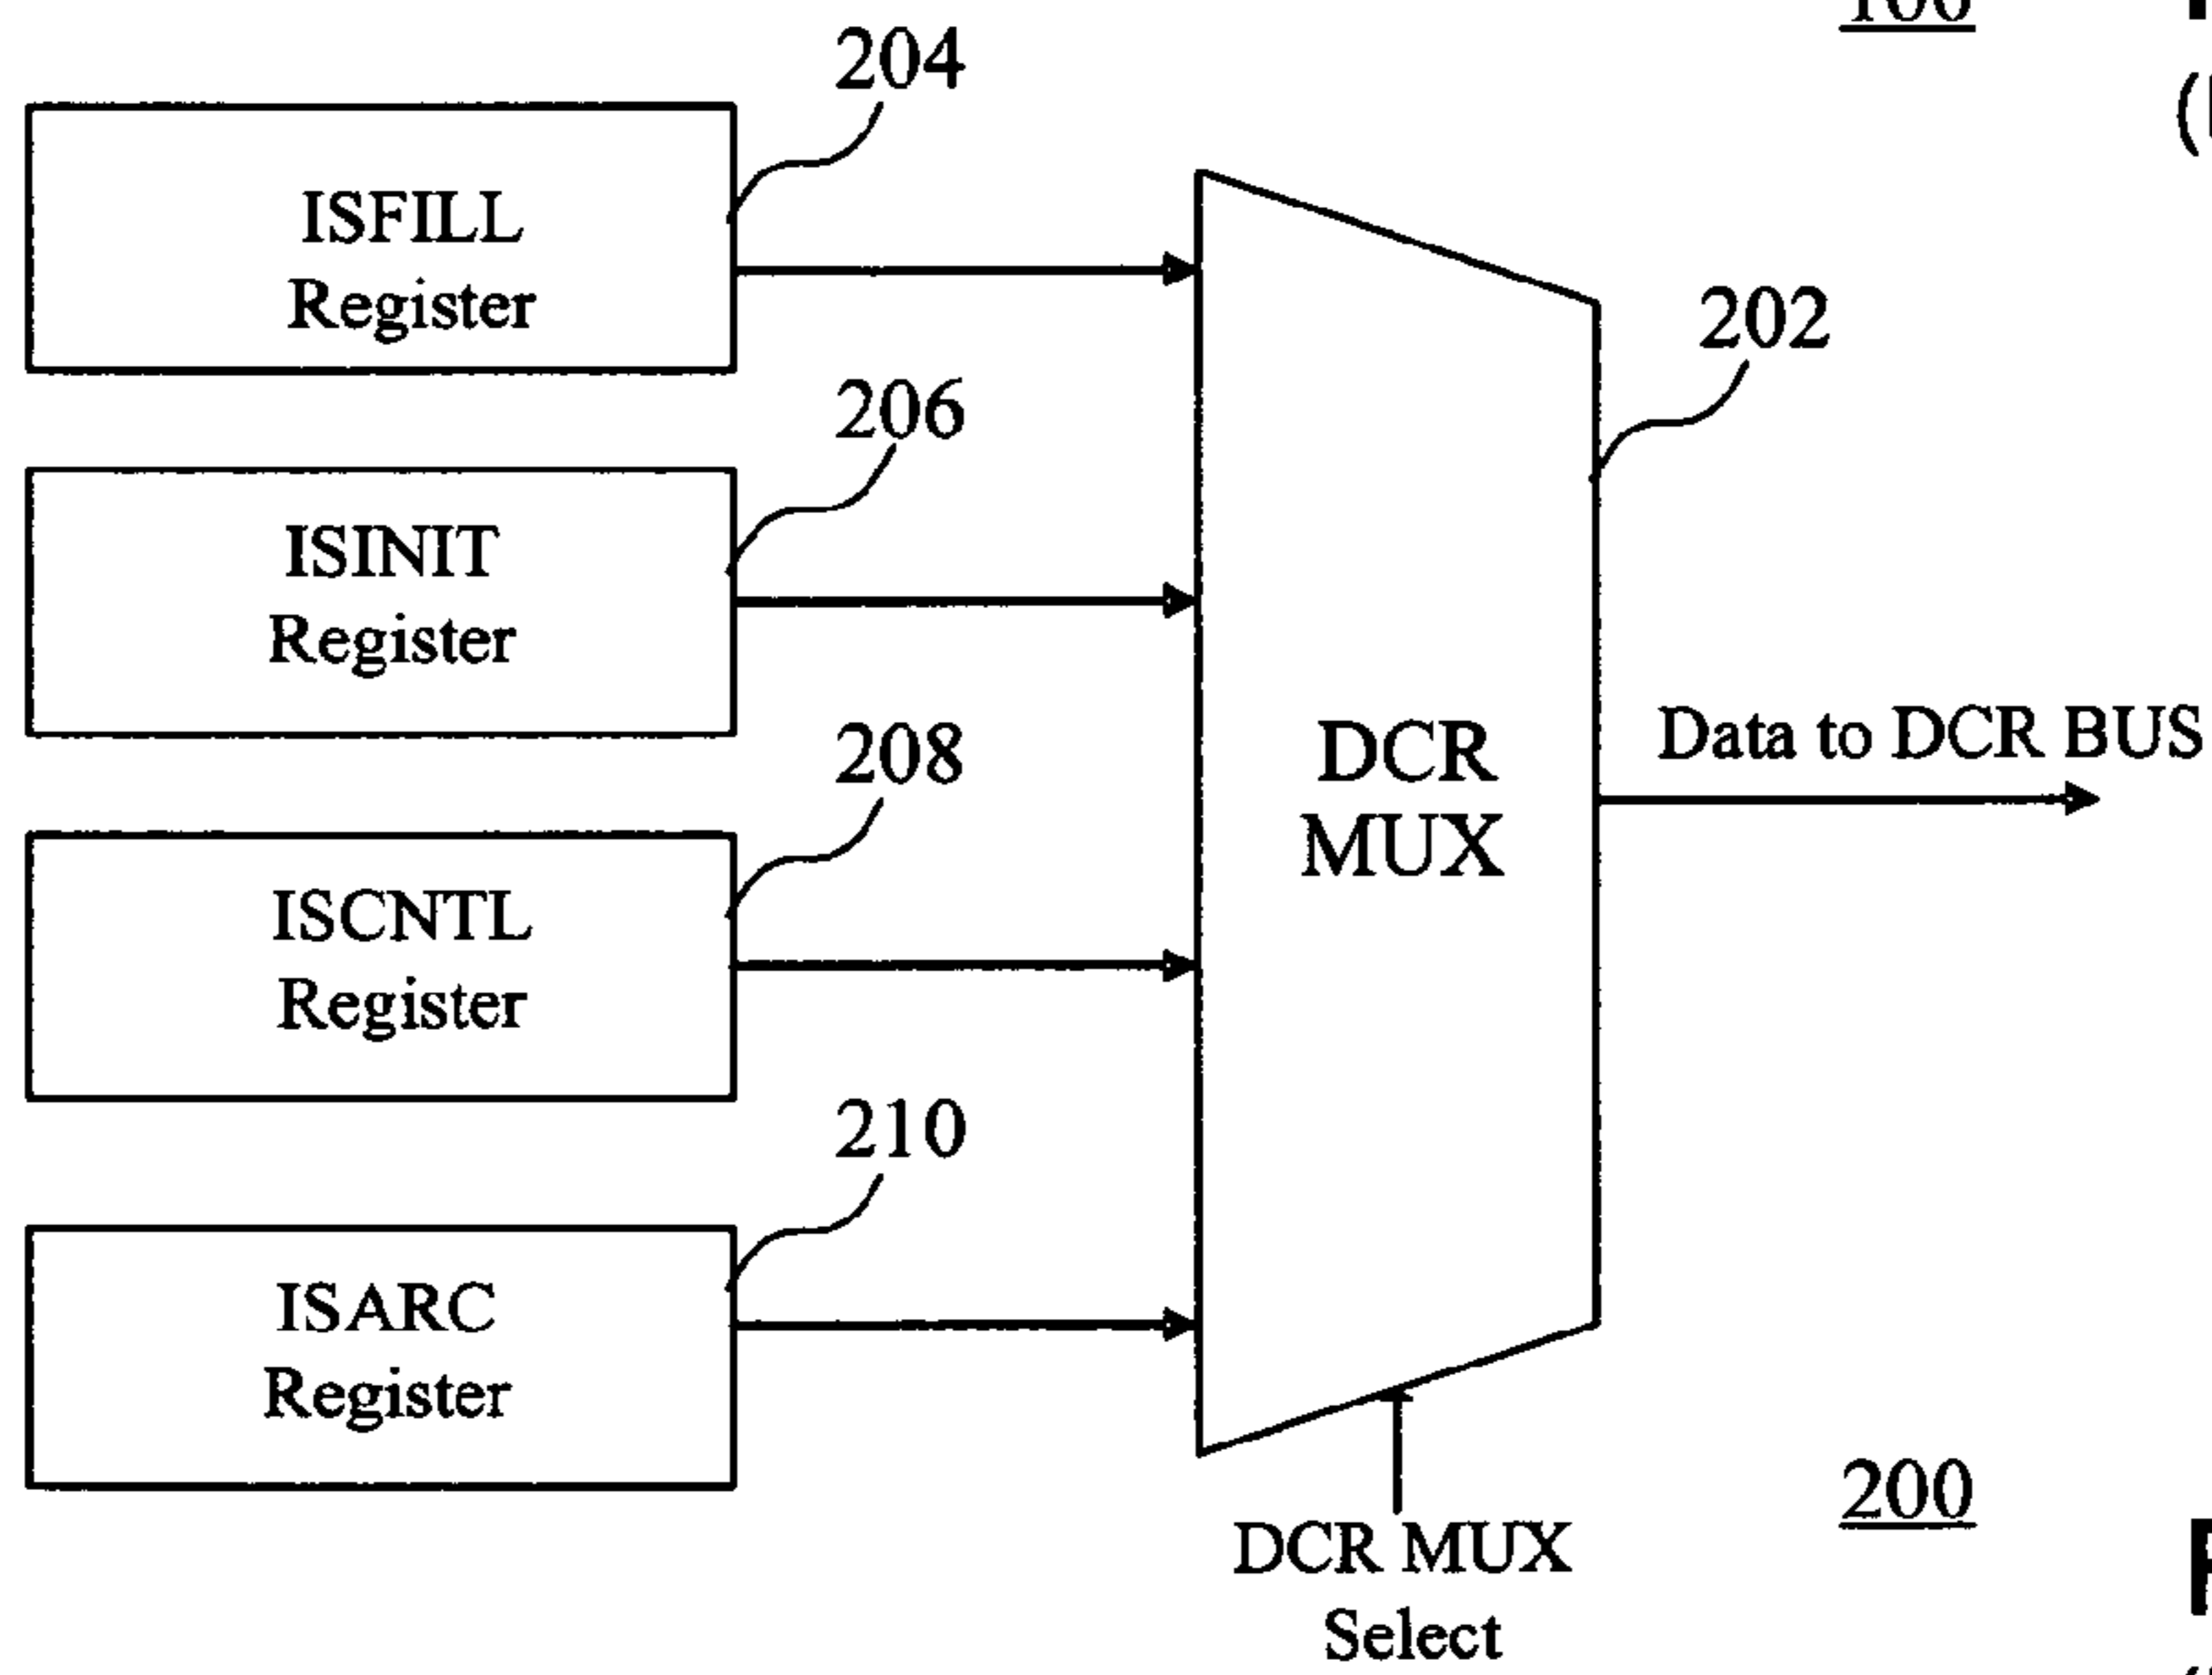 204
ISFILL
Register
202
206
ISINIT
Register
208
ISCNTL
Register
DCR
MUX
Data to DCR BUS
210
ISARC
Register
DCR MUX
Select
200